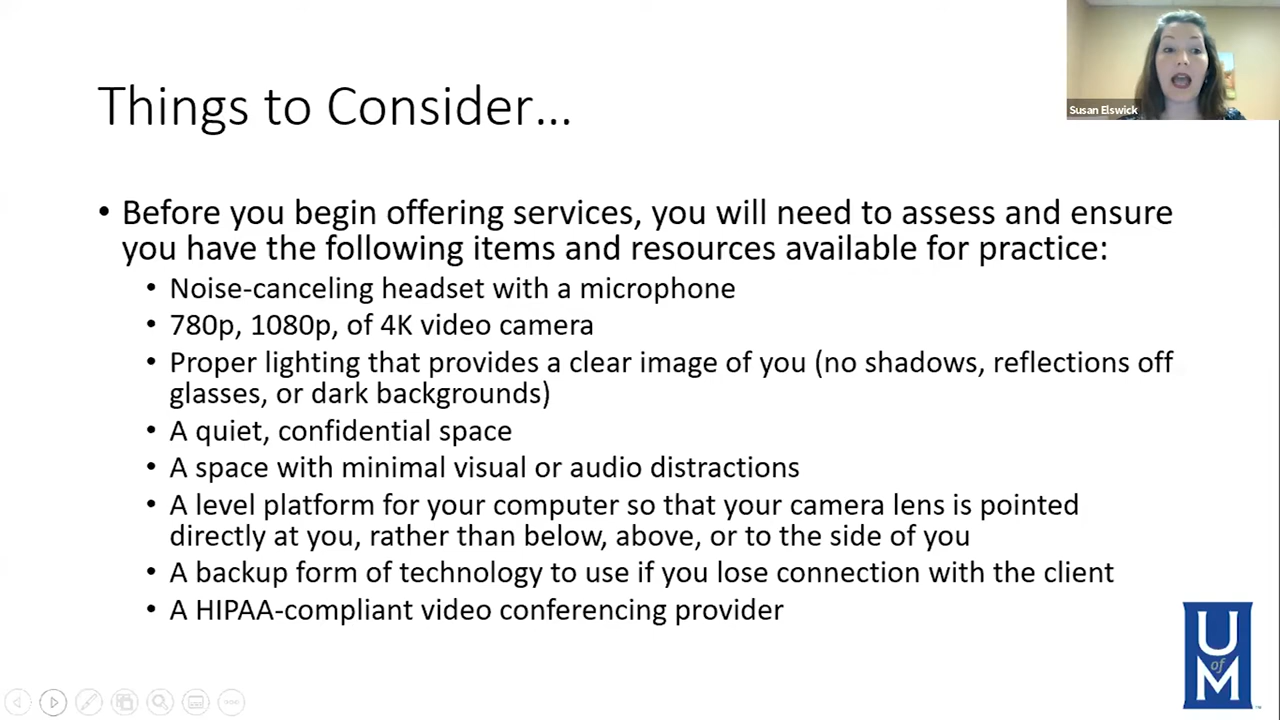 Susan Elswick
Things to Consider...
• Before you begin offering services, you will need to assess and ensure
you have the following items and resources available for practice:
• Noise-canceling headset with a microphone
• 780p, 1080p, of 4K video camera
• Proper lighting that provides a clear image of you (no shadows, reflections off
glasses, or dark backgrounds)
• A quiet, confidential space
• A space with minimal visual or audio distractions
• A level platform for your computer so that your camera lens is pointed
directly at you, rather than below, above, or to the side of you
• A backup form of technology to use if you lose connection with the client
• A HIPAA-compliant video conferencing provider
U
of
M